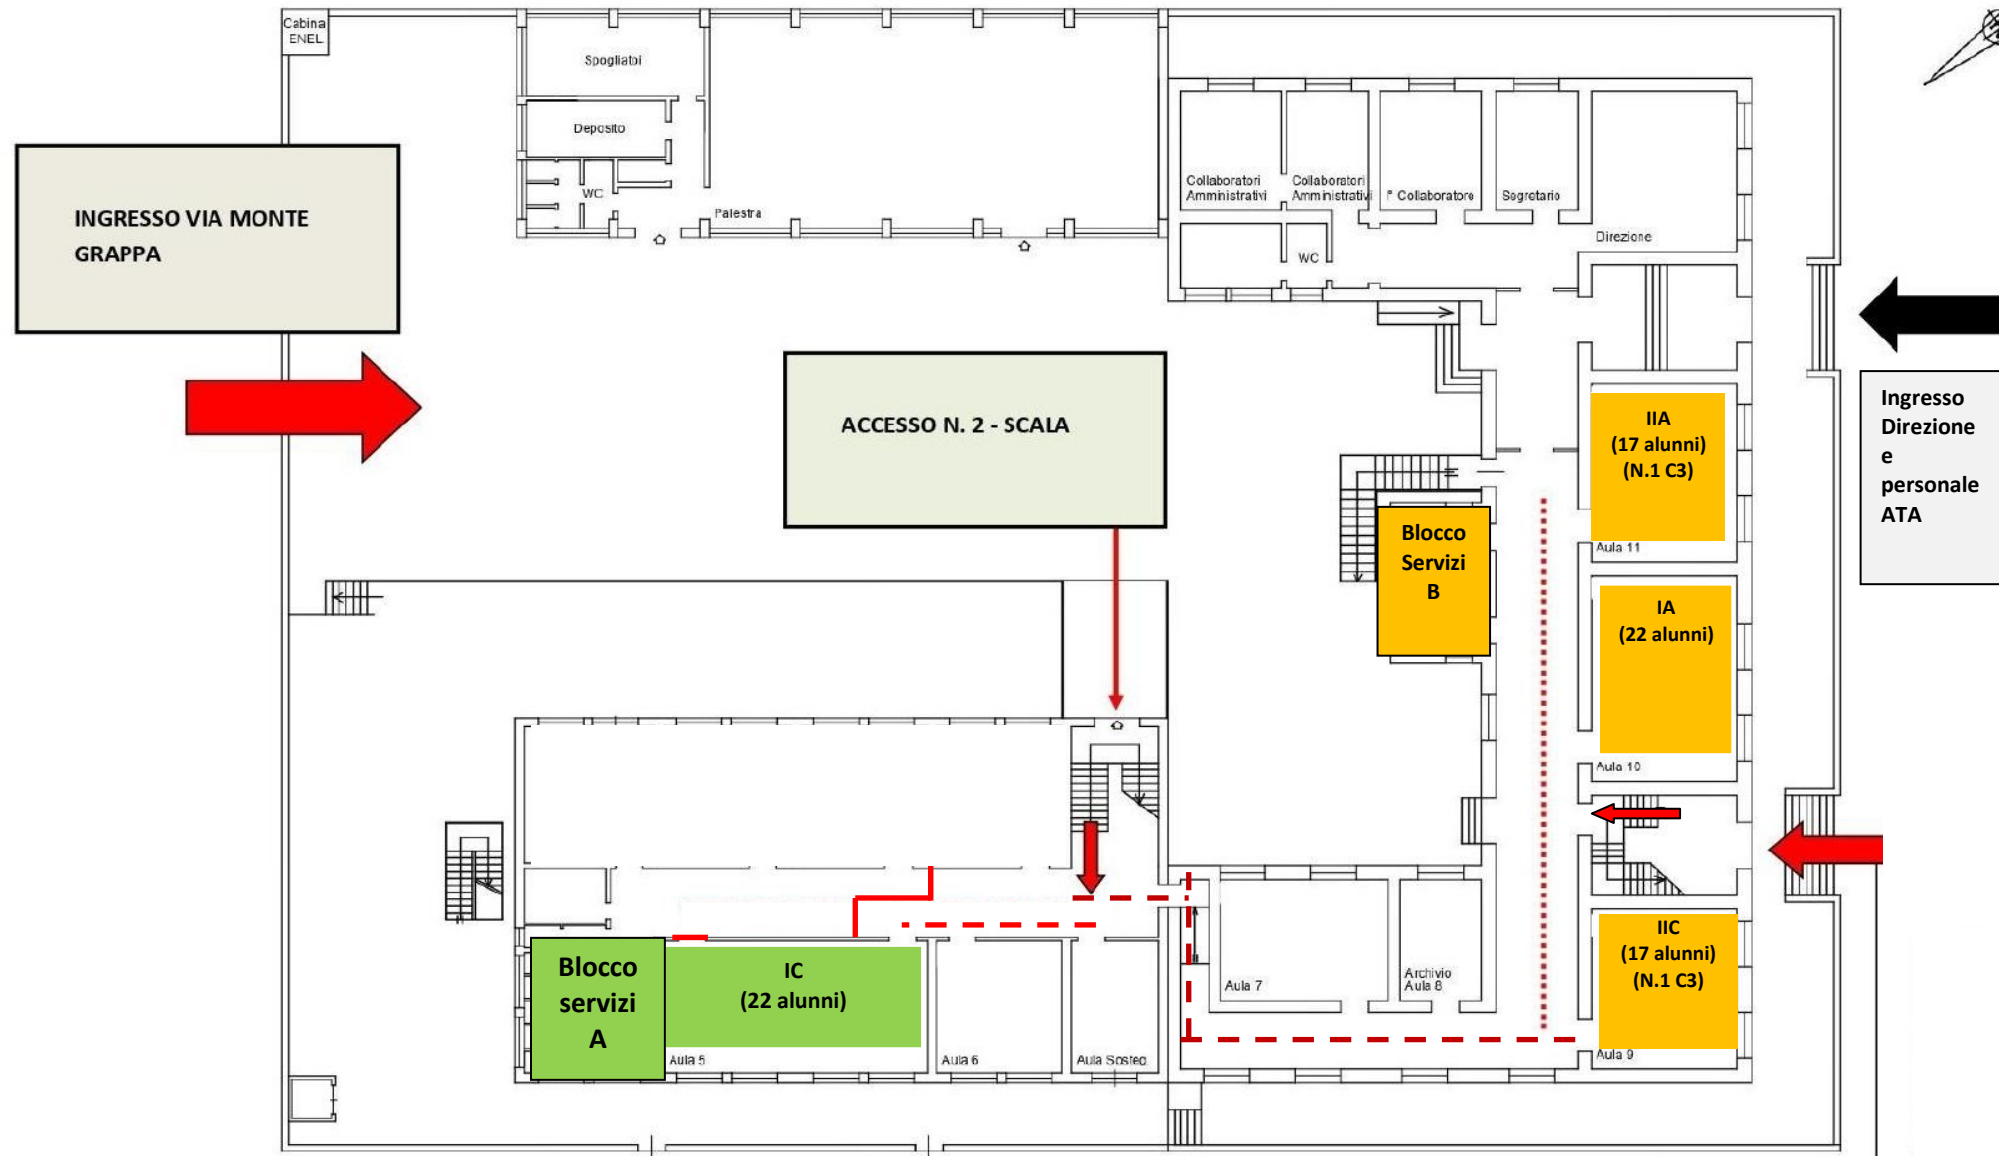 Cabina
ENEL
Spogliatoi
Deposito
WC
Palestra
INGRESSO VIA MONTE
GRAPPA
Collaboratori
Amministrativi
Collaboratori
Amministrativi
° Collaboratore
Segretario
Direzione
WC
ACCESSO N. 2 - SCALA
Ingresso
Direzione
e
personale
ATA
IIA
(17 alunni)
(N.1 C3)
Aula 11
Blocco
Servizi
B
IA
(22 alunni)
Aula 10
IIC
(17 alunni)
(N.1 C3)
Aula 9
Blocco
servizi
A
IC
(22 alunni)
Aula 5
Aula 6
Aula Sosteg.
Aula 7
Archivio
Aula 8